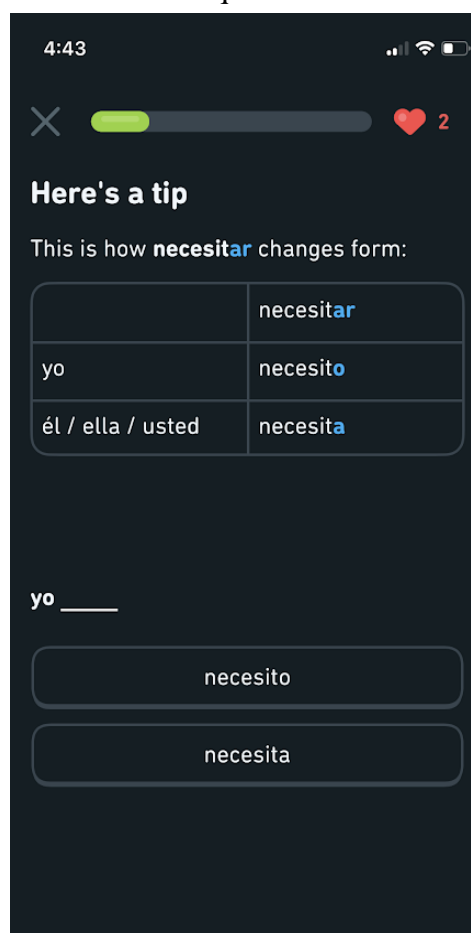 4:43
2
Here's a tip
This is how necesitar changes form:
necesitar
yo necesito
él / ella / usted necesita
yo _____
necesito
necesita